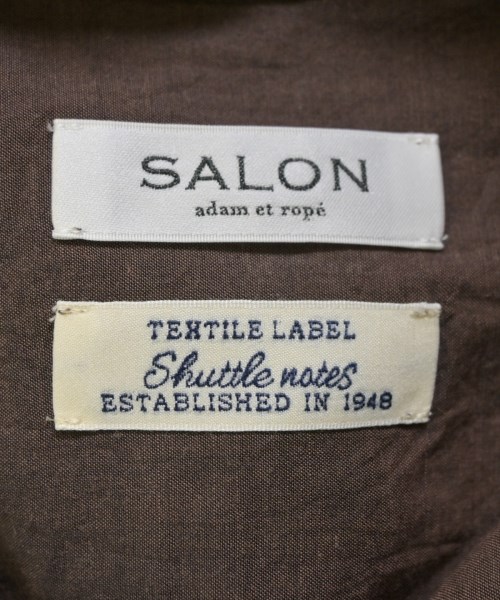 SALON
adam et ropé
TEXTILE LABEL
Shuttle notes
ESTABLISHED IN 1948